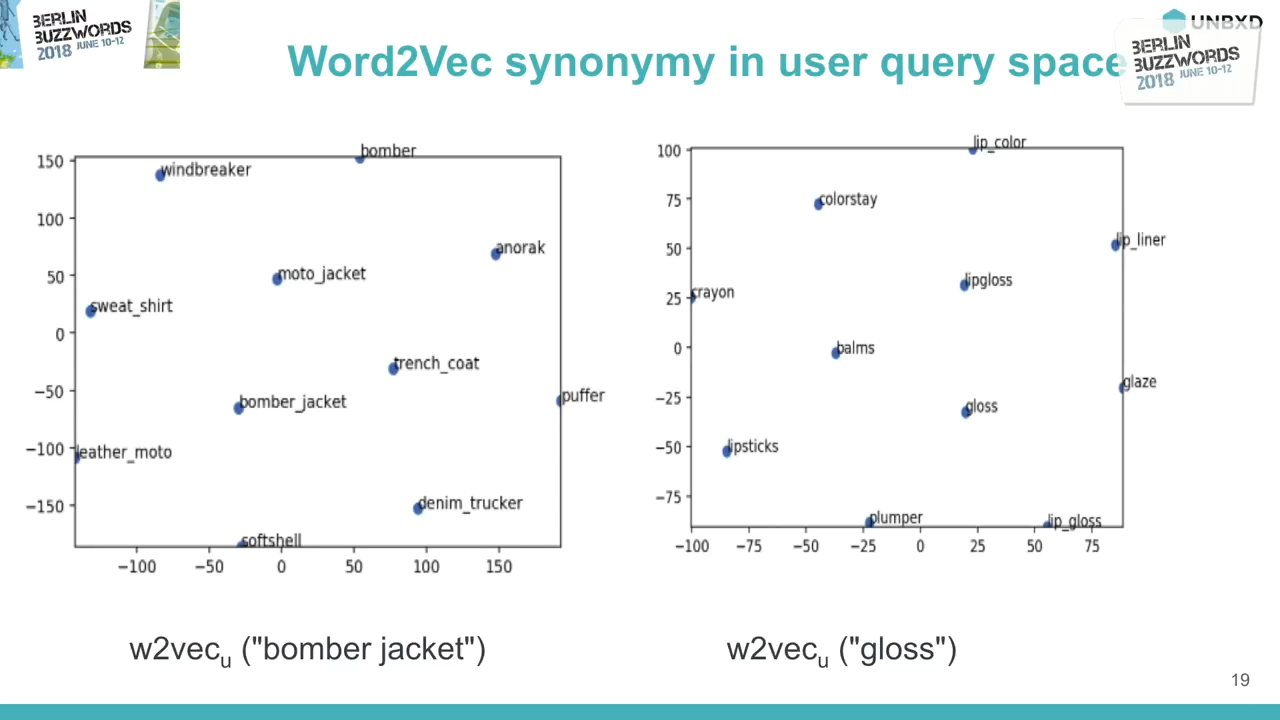 BERLIN
BUZZWORDS
2018 JUNE 10-12
UNBXD
BERLIN
BUZZWORDS
2018 JUNE 10-12
Word2Vec synonymy in user query space
bomber
windbreaker
anorak
moto_jacket
sweat_shirt
trench_coat
puffer
bomber_jacket
leather_moto
denim_trucker
softshell
150
100
50
0
−50
−100
−150
−100 −50 0 50 100 150
lip_color
colorstay
lip_liner
lipgloss
crayon
balms
glaze
gloss
lipsticks
plumper
lip_gloss
100
75
50
25
0
−25
−50
−75
−100 −75 −50 −25 0 25 50 75
w2vecu ("bomber jacket")
w2vecu ("gloss")
19